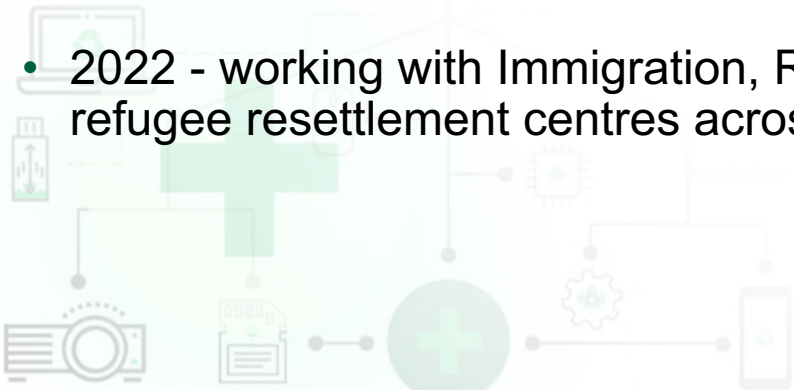 • 2022 - working with Immigration, R
refugee resettlement centres acros